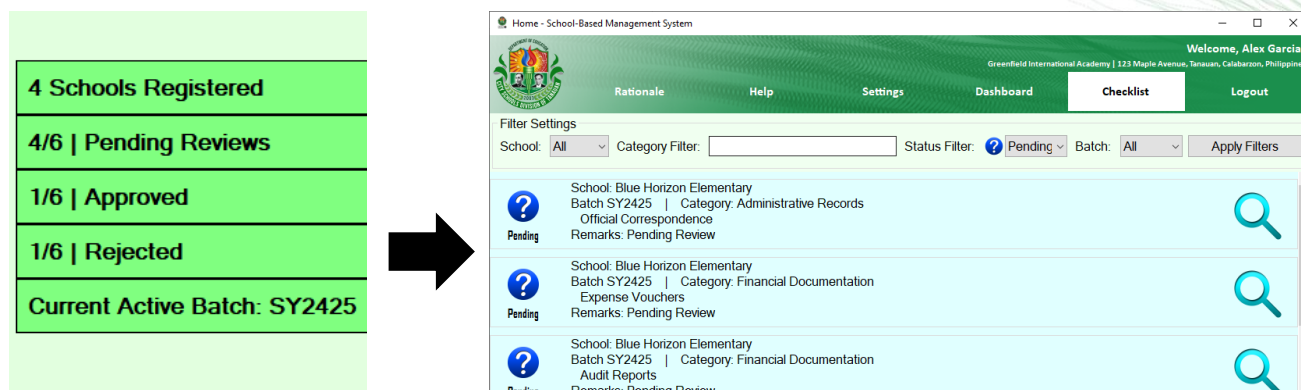 4 Schools Registered
4/6 | Pending Reviews
1/6 | Approved
1/6 | Rejected
Current Active Batch: SY2425
Home - School-Based Management System
Welcome, Alex Garcia
Greenfield International Academy | 123 Maple Avenue, Tanauan, Calabarzon, Philippine
Rationale Help Settings Dashboard Checklist Logout
Filter Settings
School: All Category Filter: Status Filter: Pending Batch: All Apply Filters
School: Blue Horizon Elementary
Batch SY2425 | Category: Administrative Records
Official Correspondence
Pending Remarks: Pending Review
School: Blue Horizon Elementary
Batch SY2425 | Category: Financial Documentation
Expense Vouchers
Pending Remarks: Pending Review
School: Blue Horizon Elementary
Batch SY2425 | Category: Financial Documentation
Audit Reports
Pending Remarks: Pending Review